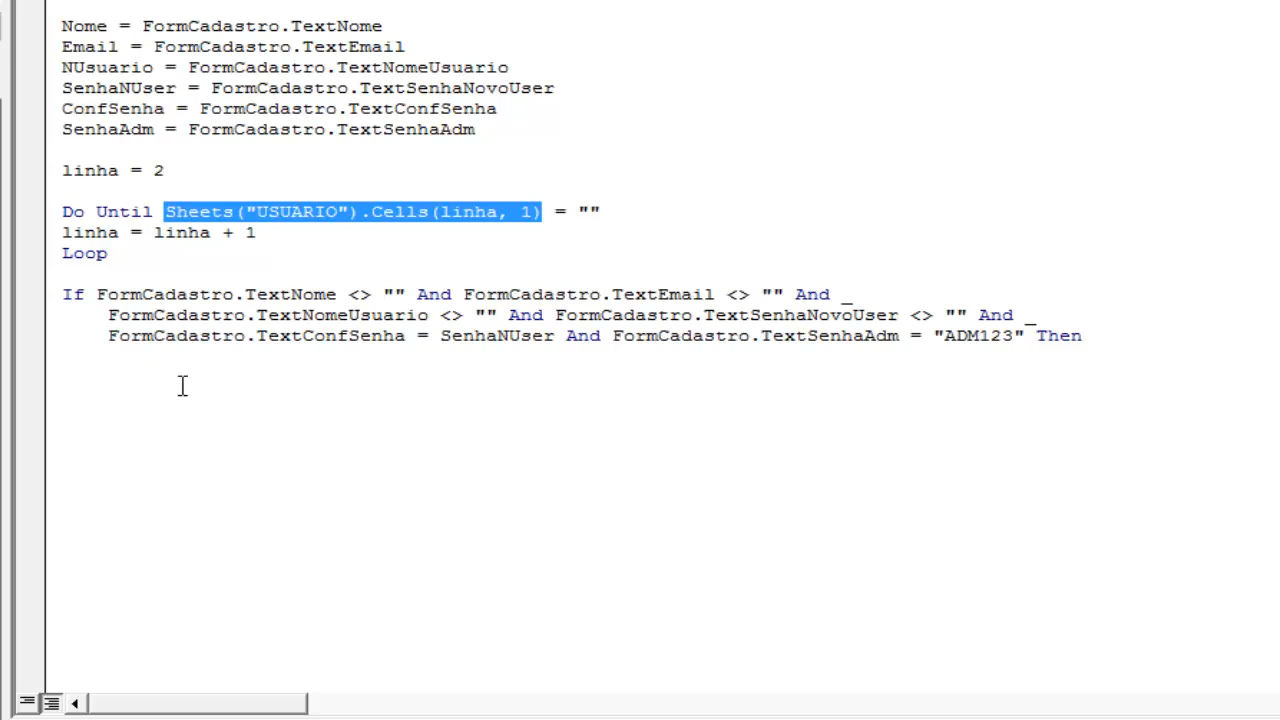 Nome = FormCadastro.TextNome
Email = FormCadastro.TextEmail
NUsuario = FormCadastro.TextNomeUsuario
SenhaNUser = FormCadastro.TextSenhaNovoUser
ConfSenha = FormCadastro.TextConfSenha
SenhaAdm = FormCadastro.TextSenhaAdm
linha = 2
Do Until Sheets("USUARIO").Cells(linha, 1) = ""
linha = linha + 1
Loop
If FormCadastro.TextNome <> "" And FormCadastro.TextEmail <> "" And _
FormCadastro.TextNomeUsuario <> "" And FormCadastro.TextSenhaNovoUser <> "" And _
FormCadastro.TextConfSenha = SenhaNUser And FormCadastro.TextSenhaAdm = "ADM123" Then